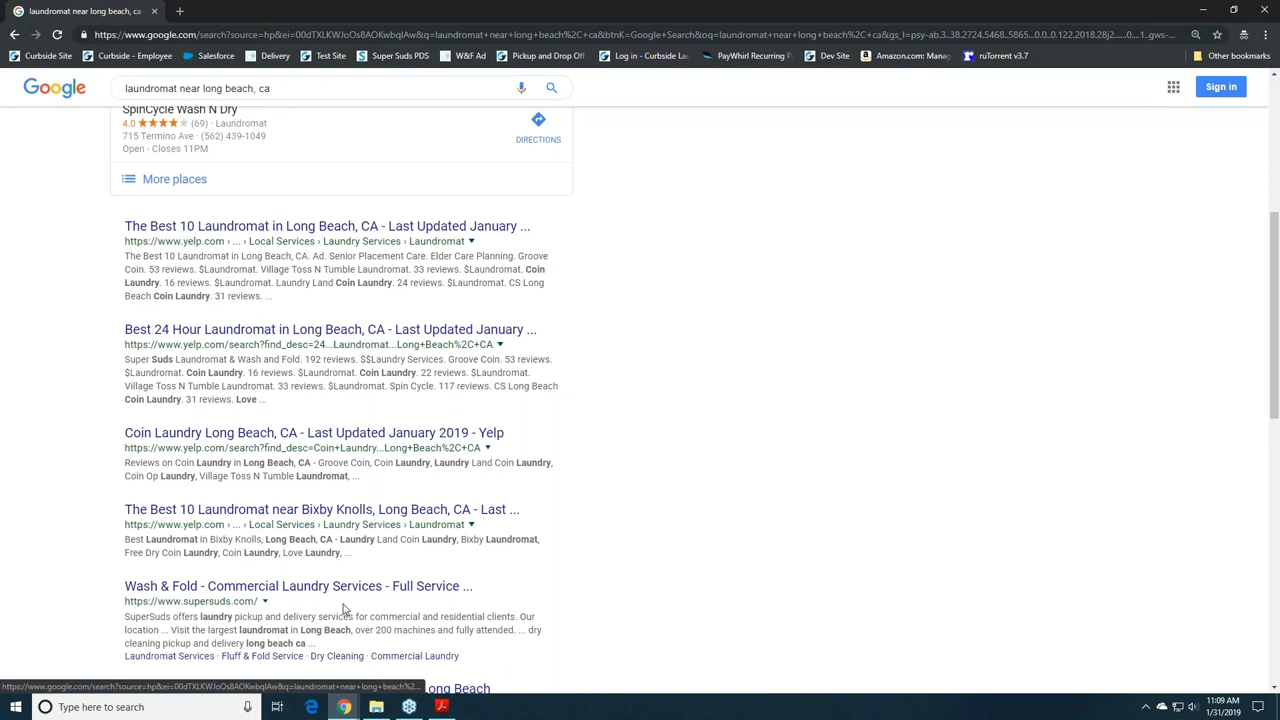 laundromat near long beach, ca -
https://www.google.com/search?source=hp&ei=00dTXLKWJoOs8AOKwbqIAw&q=laundromat+near+long+beach%2C+ca&btnK=Google+Search&oq=laundromat+near+long+beach%2C+ca&gs_l=psy-ab.3.38.2724.5468..5865...0.0..0.122.2018.28j2......0....1..gws-...
Curbside Site
Curbside - Employee
Salesforce
Delivery
Test Site
Super Suds PDS
W&F Ad
Pickup and Drop Off
Log in - Curbside Lau
PayWhirl Recurring P
Dev Site
Amazon.com- Manag
ruTorrent v3.7
Other bookmarks
Google
laundromat near long beach, ca
Sign in
SpinCycle Wash N Dry
4.0 ★★★★★ (69) · Laundromat
715 Termino Ave · (562) 439-1049
Open · Closes 11PM
DIRECTIONS
More places
The Best 10 Laundromat in Long Beach, CA - Last Updated January ...
https://www.yelp.com › ... › Local Services › Laundry Services › Laundromat
The Best 10 Laundromat in Long Beach, CA. Ad. Senior Placement Care. Elder Care Planning. Groove
Coin. 53 reviews. $Laundromat. Village Toss N Tumble Laundromat. 33 reviews. $Laundromat. Coin
Laundry. 16 reviews. $Laundromat. Laundry Land Coin Laundry. 24 reviews. $Laundromat. CS Long
Beach Coin Laundry. 31 reviews. ...
Best 24 Hour Laundromat in Long Beach, CA - Last Updated January ...
https://www.yelp.com/search?find_desc=24...Laundromat...Long+Beach%2C+CA
Super Suds Laundromat & Wash and Fold. 192 reviews. $$Laundry Services. Groove Coin. 53 reviews.
$Laundromat. Coin Laundry. 16 reviews. $Laundromat. Coin Laundry. 22 reviews. $Laundromat.
Village Toss N Tumble Laundromat. 33 reviews. $Laundromat. Spin Cycle. 117 reviews. CS Long Beach
Coin Laundry. 31 reviews. Love ...
Coin Laundry Long Beach, CA - Last Updated January 2019 - Yelp
https://www.yelp.com/search?find_desc=Coin+Laundry...Long+Beach%2C+CA
Reviews on Coin Laundry in Long Beach, CA - Groove Coin, Coin Laundry, Laundry Land Coin Laundry,
Coin Op Laundry, Village Toss N Tumble Laundromat, ...
The Best 10 Laundromat near Bixby Knolls, Long Beach, CA - Last ...
https://www.yelp.com › ... › Local Services › Laundry Services › Laundromat
Best Laundromat in Bixby Knolls, Long Beach, CA - Laundry Land Coin Laundry, Bixby Laundromat,
Free Dry Coin Laundry, Coin Laundry, Love Laundry, ...
Wash & Fold - Commercial Laundry Services - Full Service ...
https://www.supersuds.com/
SuperSuds offers laundry pickup and delivery services for commercial and residential clients. Our
location ... Visit the largest laundromat in Long Beach, over 200 machines and fully attended. ... dry
cleaning pickup and delivery long beach ca ...
Laundromat Services · Fluff & Fold Service · Dry Cleaning · Commercial Laundry
https://www.google.com/search?source=hp&ei=00dTXLKWJoOs8AOKwbqIAw&q=laundromat+near+long+beach%2...
ong Beach
Type here to search
11:09 AM
1/31/2019